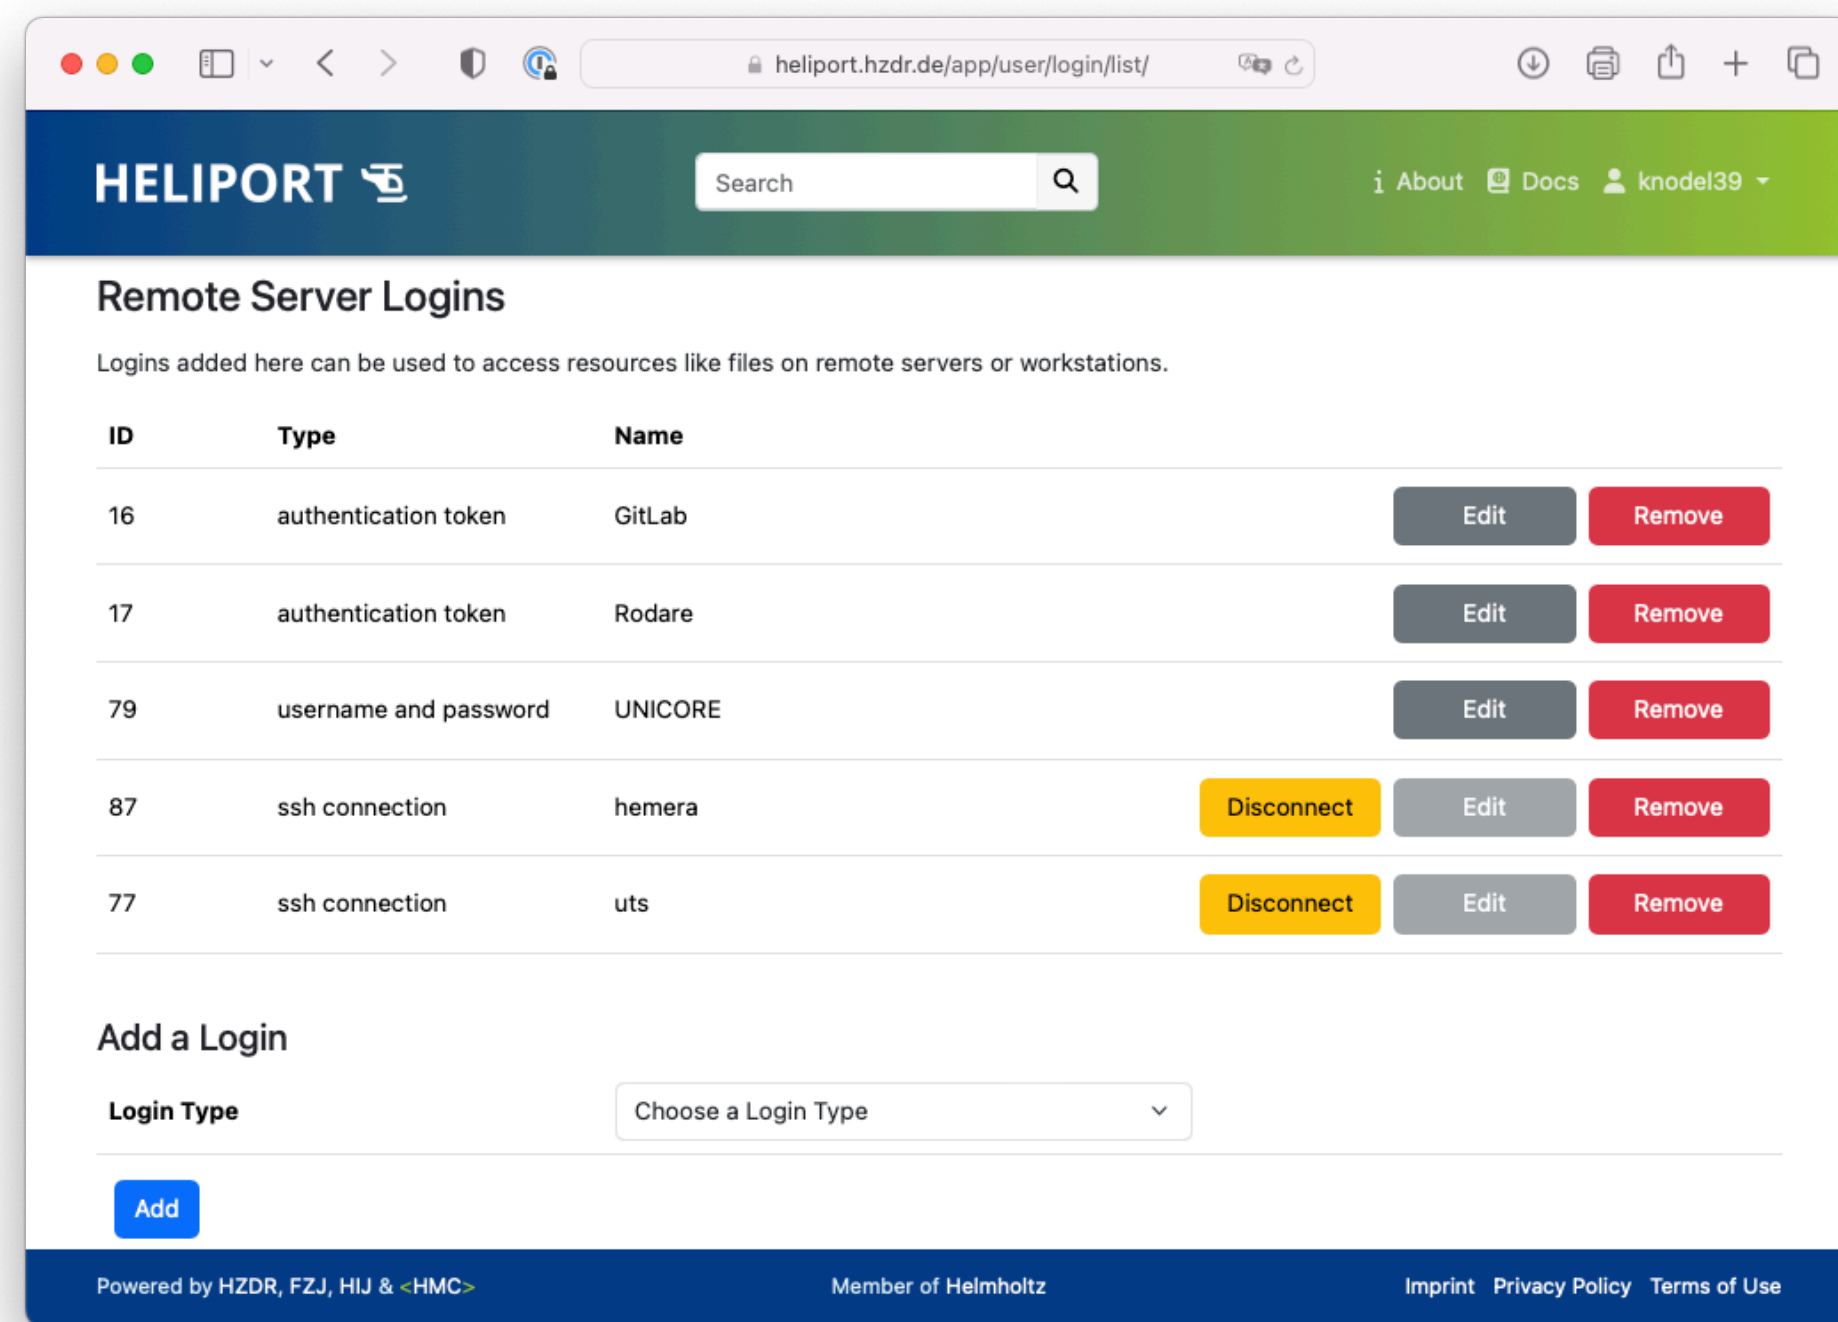 heliport.hzdr.de/app/user/login/list/
HELIPORT
Search
About Docs knodel39
Remote Server Logins
Logins added here can be used to access resources like files on remote servers or workstations.
ID Type Name
16 authentication token GitLab Edit Remove
17 authentication token Rodare Edit Remove
79 username and password UNICORE Edit Remove
87 ssh connection hemera Disconnect Edit Remove
77 ssh connection uts Disconnect Edit Remove
Add a Login
Login Type Choose a Login Type
Add
Powered by HZDR, FZJ, HIJ & <HMC> Member of Helmholtz Imprint Privacy Policy Terms of Use